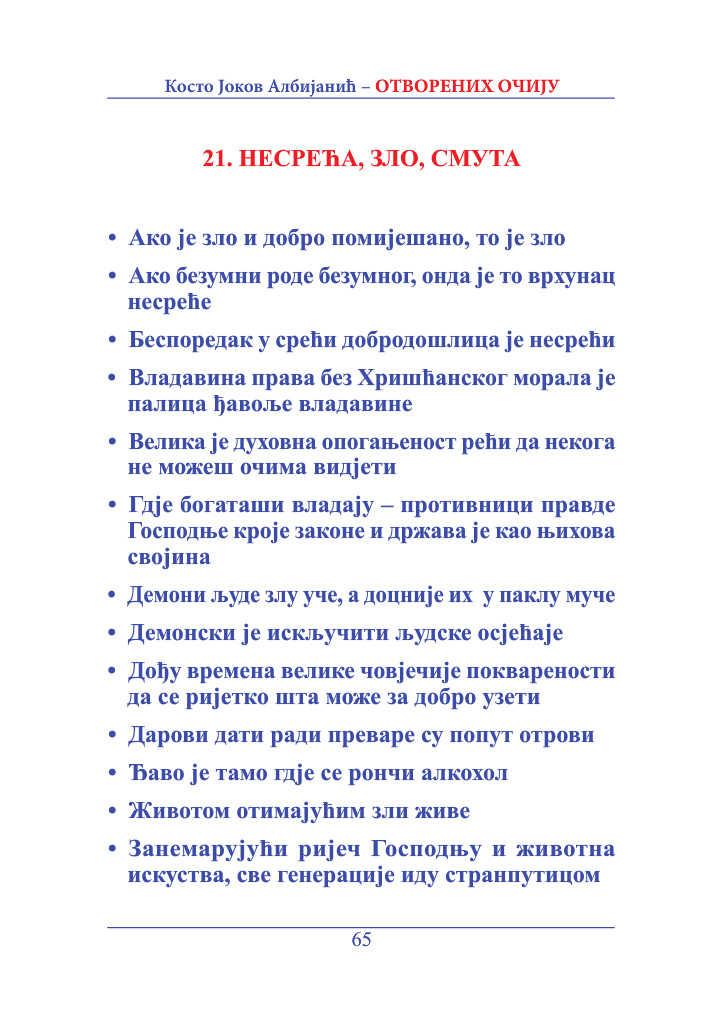 Косто Јоков Албијанић – ОТВОРЕНИХ ОЧИЈУ
21. НЕСРЕЋА, ЗЛО, СМУТА
• Ако је зло и добро помијешано, то је зло
• Ако безумни роде безумног, онда је то врхунац
несреће
• Беспоредак у срећи добродошлица је несрећи
• Владавина права без Хришћанског морала је
палица ђавоље владавине
• Велика је духовна опогањеност рећи да некога
не можеш очима видјети
• Гдје богаташи владају – противници правде
Господње кроје законе и држава је као њихова
својина
• Демони људе злу уче, а доцније их  у паклу муче
• Демонски је искључити људске осјећаје
• Дођу времена велике човјечије покварености
да се ријетко шта може за добро узети
• Дарови дати ради преваре су попут отрови
• Ђаво је тамо гдје се рончи алкохол
• Животом отимајућим зли живе
• Занемарујући ријеч Господњу и животна
искуства, све генерације иду странпутицом
65